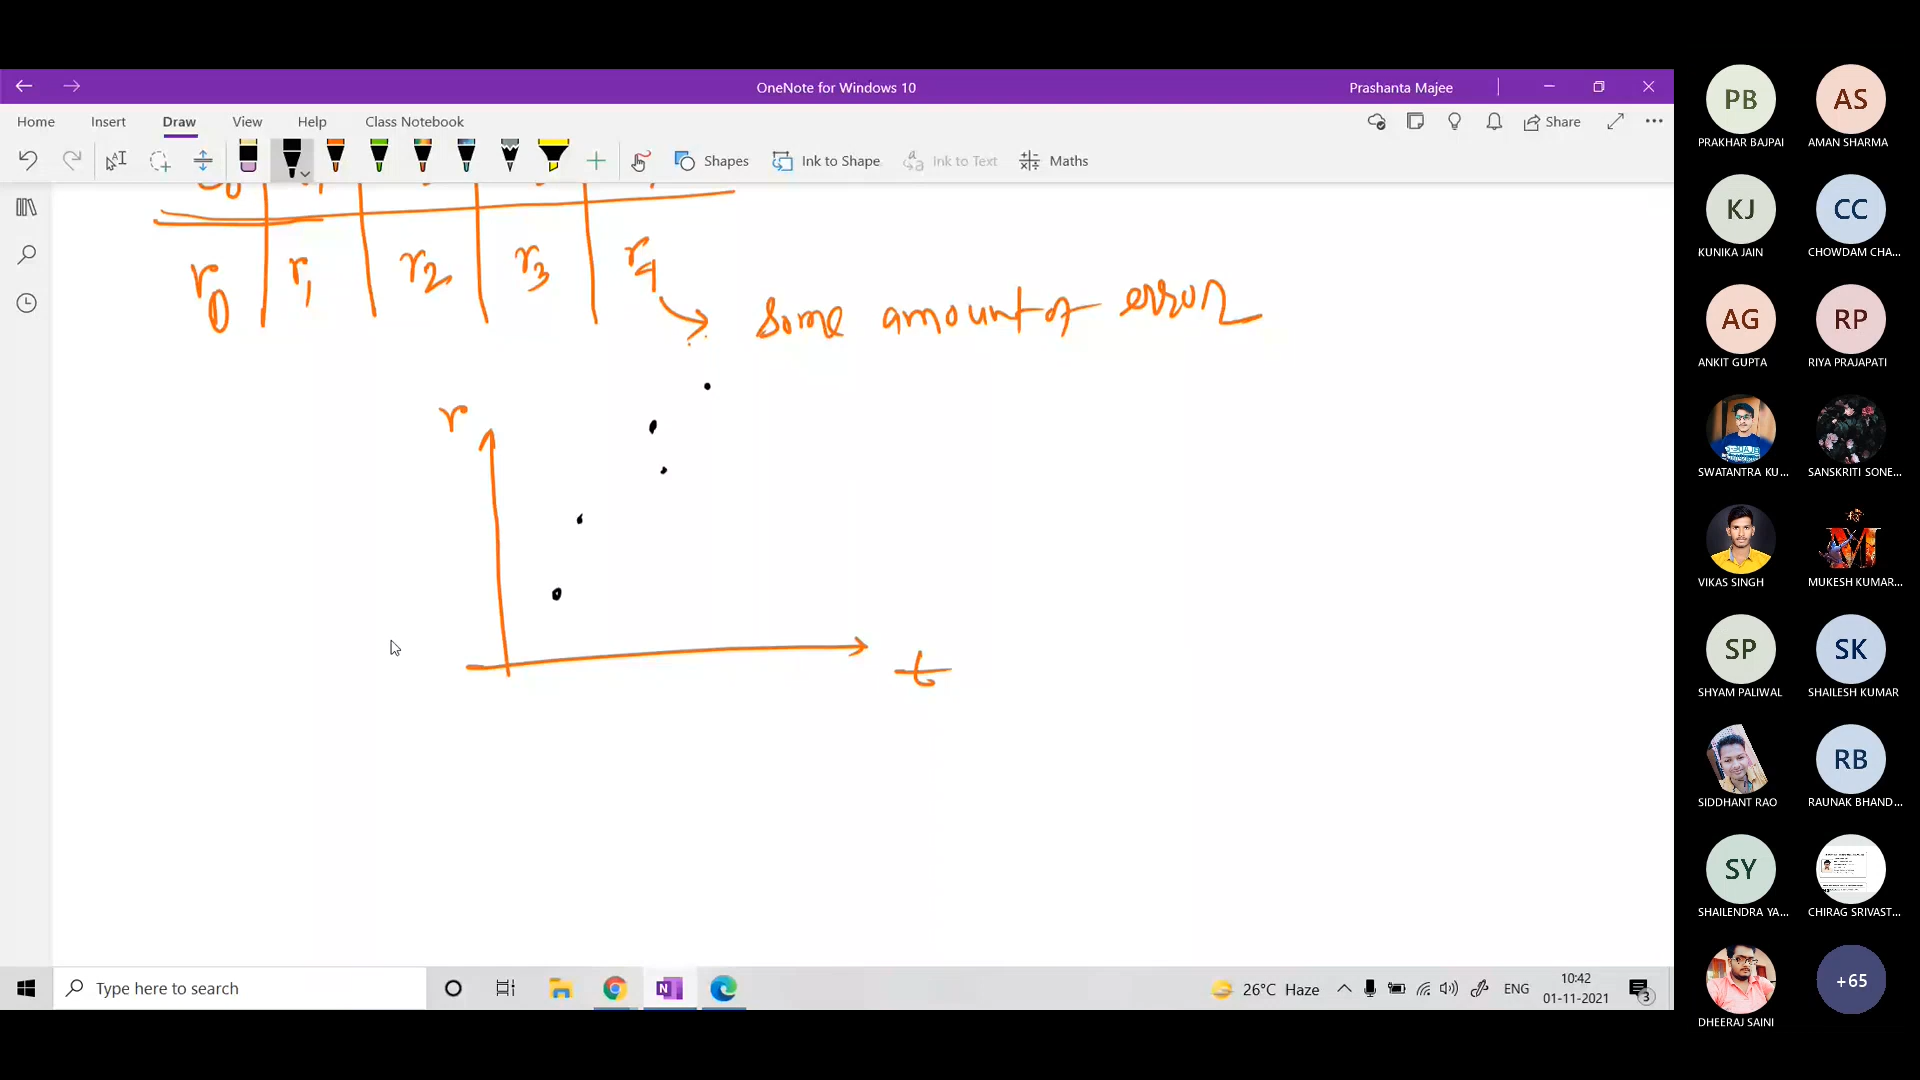 OneNote for Windows 10
Prashanta Majee
Home Insert Draw View Help Class Notebook
Share
Shapes Ink to Shape Ink to Text Maths
r0 r1 r2 r3 r4
Some amount of error
r
t
Type here to search
26°C Haze
ENG
10:42
01-11-2021
3
PB
PRAKHAR BAJPAI
AS
AMAN SHARMA
KJ
KUNIKA JAIN
CC
CHOWDAM CHA...
AG
ANKIT GUPTA
RP
RIYA PRAJAPATI
SWATANTRA KU...
SANSKRITI SONE...
VIKAS SINGH
M
MUKESH KUMAR...
SP
SHYAM PALIWAL
SK
SHAILESH KUMAR
SIDDHANT RAO
RB
RAUNAK BHAND...
SY
SHAILENDRA YA...
CHIRAG SRIVAST...
DHEERAJ SAINI
+65